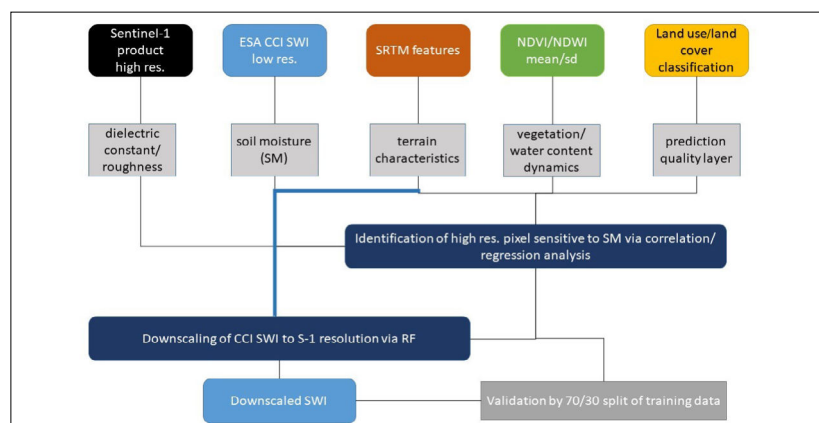 Sentinel-1
product
high res.
ESA CCI SWI
low res.
SRTM features
NDVI/NDWI
mean/sd
Land use/land
cover
classification
dielectric
constant/
roughness
soil moisture
(SM)
terrain
characteristics
vegetation/
water content
dynamics
prediction
quality layer
Identification of high res. pixel sensitive to SM via correlation/
regression analysis
Downscaling of CCI SWI to S-1 resolution via RF
Downscaled SWI
Validation by 70/30 split of training data